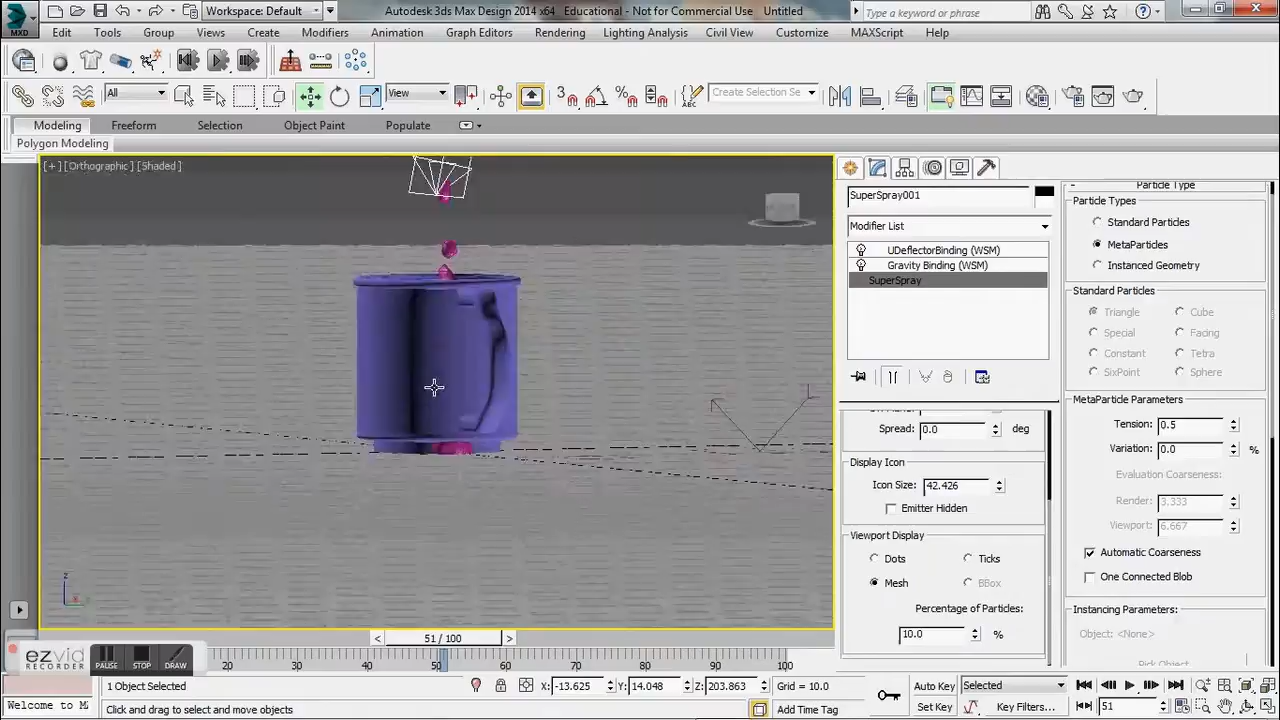 Workspace: Default
Autodesk 3ds Max Design 2014 x64
Educational - Not for Commercial Use
Untitled
Type a keyword or phrase
MXD
Edit Tools Group Views Create Modifiers Animation Graph Editors Rendering Lighting Analysis Civil View Customize MAXScript Help
All
View
Create Selection Se
Modeling Freeform Selection Object Paint Populate
Polygon Modeling
[+] [Orthographic] [Shaded]
SuperSpray001
Modifier List
UDeflectorBinding (WSM)
Gravity Binding (WSM)
SuperSpray
Spread: 0.0 deg
Display Icon
Icon Size: 42.426
Emitter Hidden
Viewport Display
Dots Ticks
Mesh BBox
Percentage of Particles:
10.0 %
Particle Type
Particle Types
Standard Particles
MetaParticles
Instanced Geometry
Standard Particles
Triangle Cube
Special Facing
Constant Tetra
SixPoint Sphere
MetaParticle Parameters
Tension: 0.5
Variation: 0.0 %
Evaluation Coarseness:
Render: 3.333
Viewport: 6.667
Automatic Coarseness
One Connected Blob
Instancing Parameters:
Object: <None>
Pick Object
z
< 51 / 100 >
ezvid
RECORDER
PAUSE STOP DRAW
20 30 40 50 60 70 80 90 100
1 Object Selected
X: -13.625 Y: 14.048 Z: 203.863 Grid = 10.0
Auto Key Selected
Welcome to M
Click and drag to select and move objects
Add Time Tag
Set Key Key Filters... 51